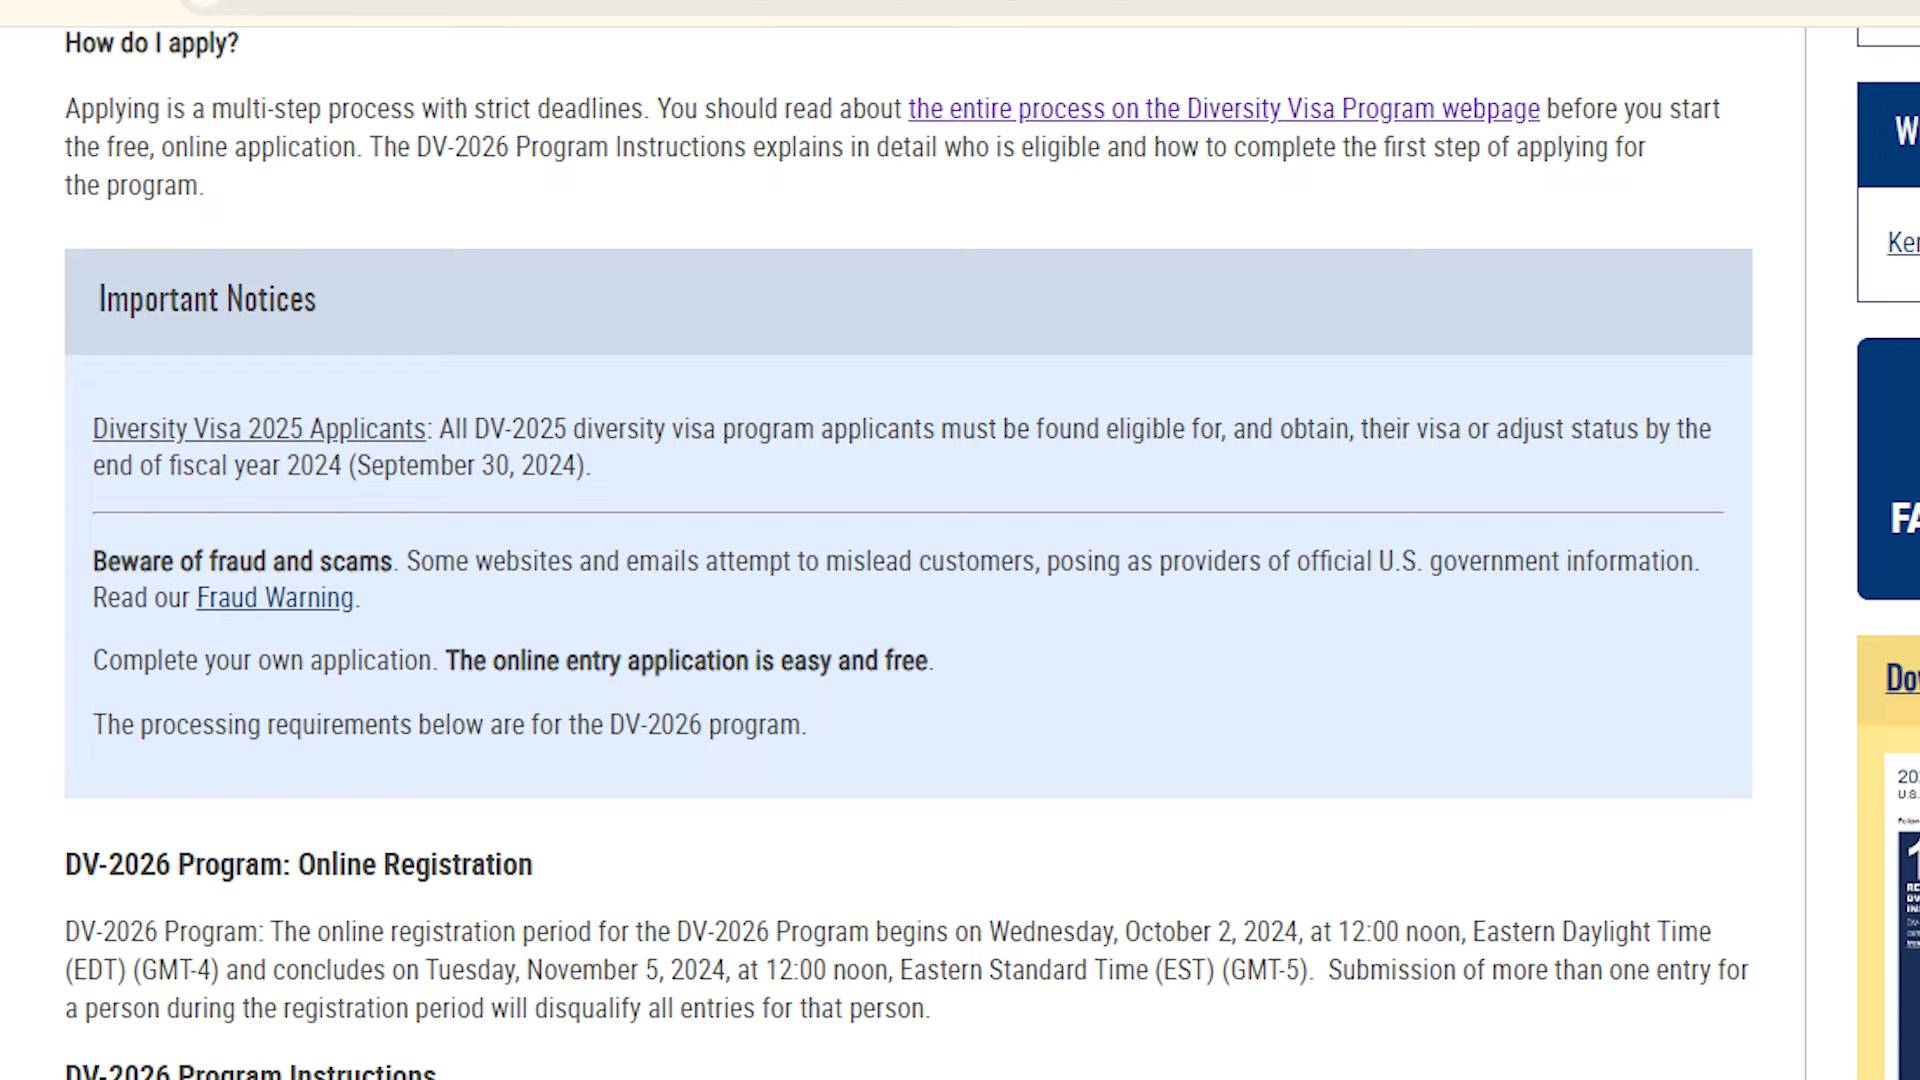 How do I apply?
Applying is a multi-step process with strict deadlines. You should read about the entire process on the Diversity Visa Program webpage before you start
the free, online application. The DV-2026 Program Instructions explains in detail who is eligible and how to complete the first step of applying for
the program.
Important Notices
Diversity Visa 2025 Applicants: All DV-2025 diversity visa program applicants must be found eligible for, and obtain, their visa or adjust status by the
end of fiscal year 2024 (September 30, 2024).
Beware of fraud and scams. Some websites and emails attempt to mislead customers, posing as providers of official U.S. government information.
Read our Fraud Warning.
Complete your own application. The online entry application is easy and free.
The processing requirements below are for the DV-2026 program.
DV-2026 Program: Online Registration
DV-2026 Program: The online registration period for the DV-2026 Program begins on Wednesday, October 2, 2024, at 12:00 noon, Eastern Daylight Time
(EDT) (GMT-4) and concludes on Tuesday, November 5, 2024, at 12:00 noon, Eastern Standard Time (EST) (GMT-5). Submission of more than one entry for
a person during the registration period will disqualify all entries for that person.
DV-2026 Program Instructions
U.S.